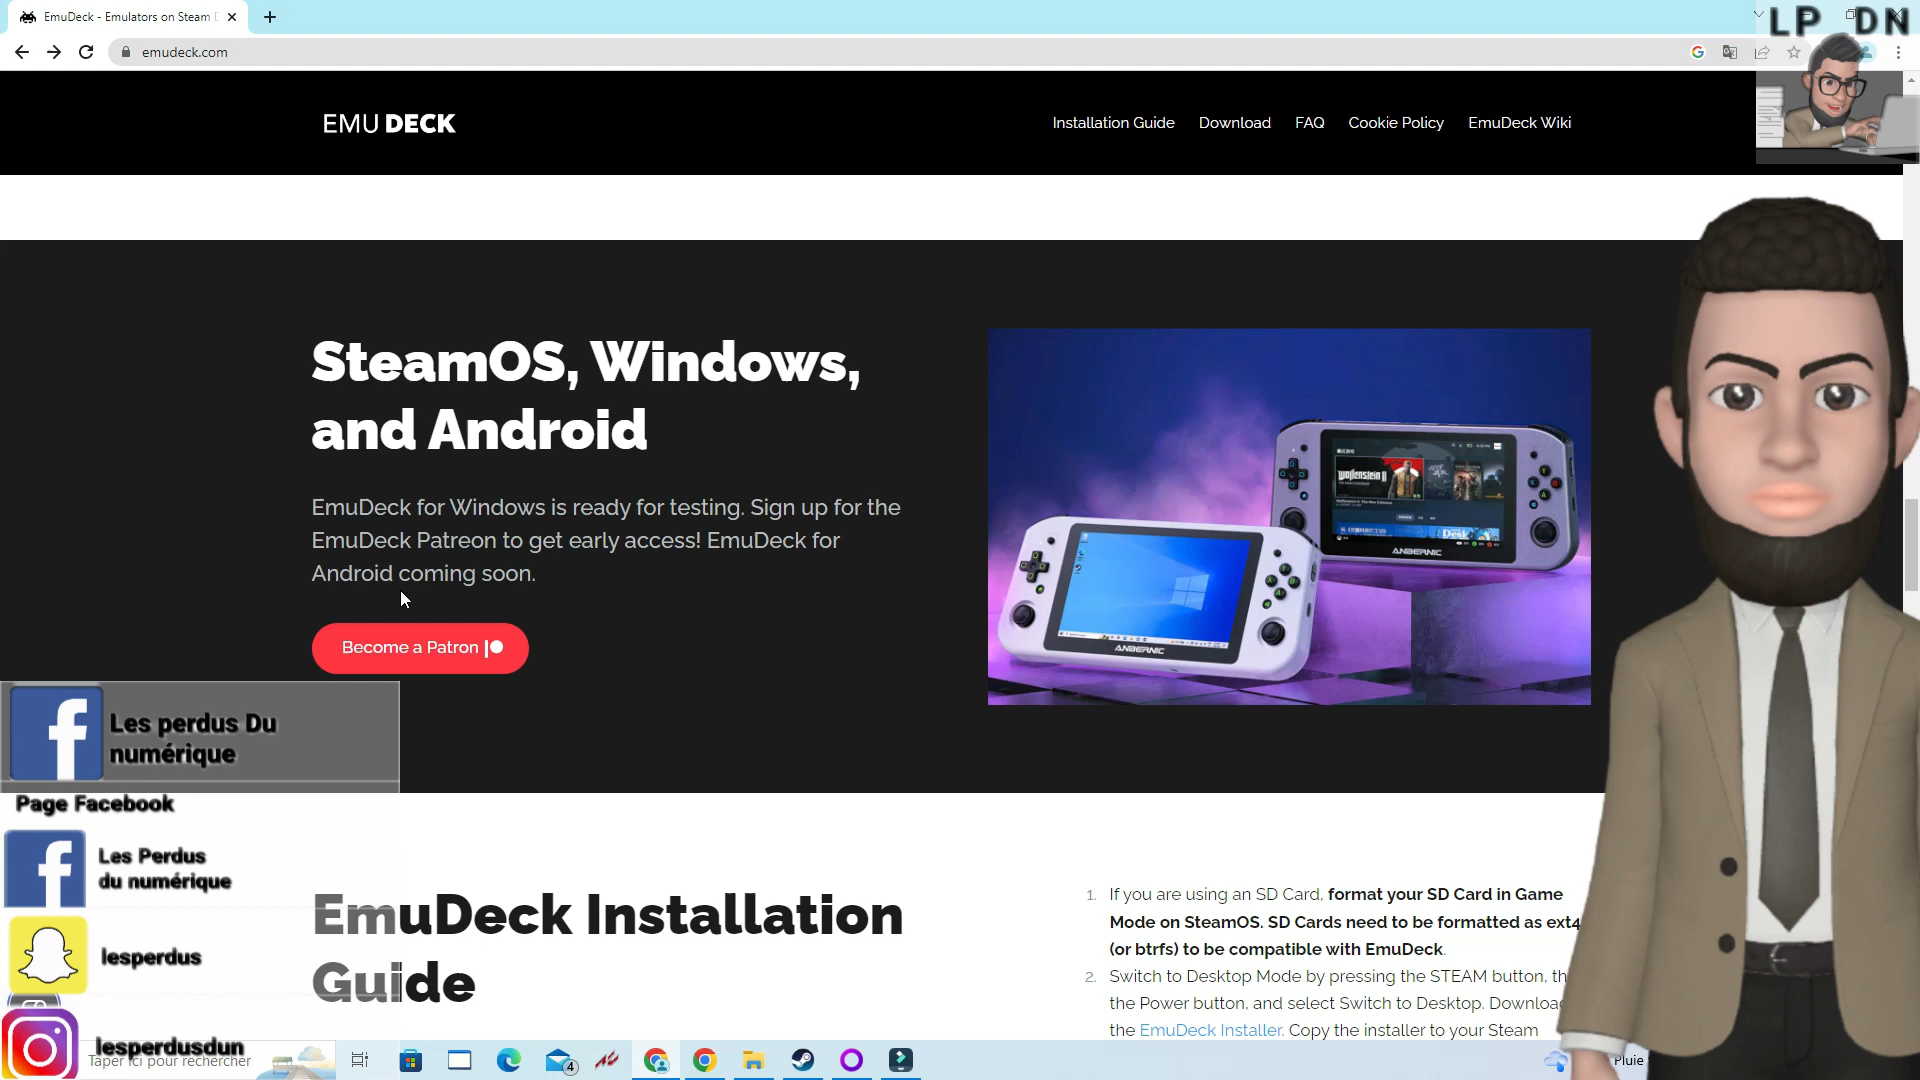 EmuDeck - Emulators on Steam D
LP DN
emudeck.com
EMU DECK
Installation Guide
Download
FAQ
Cookie Policy
EmuDeck Wiki
SteamOS, Windows,
and Android
EmuDeck for Windows is ready for testing. Sign up for the
EmuDeck Patreon to get early access! EmuDeck for
Android coming soon.
Become a Patron
Wolfenstein II
ANBERNIC
ANBERNIC
Les perdus Du
numérique
Page Facebook
Les Perdus
du numérique
lesperdus
lesperdusdun
EmuDeck Installation
Guide
1. If you are using an SD Card, format your SD Card in Game
Mode on SteamOS. SD Cards need to be formatted as ext4
(or btrfs) to be compatible with EmuDeck.
2. Switch to Desktop Mode by pressing the STEAM button, th
the Power button, and select Switch to Desktop. Download
the EmuDeck Installer. Copy the installer to your Steam
Taper ici pour rechercher
4
Pluie